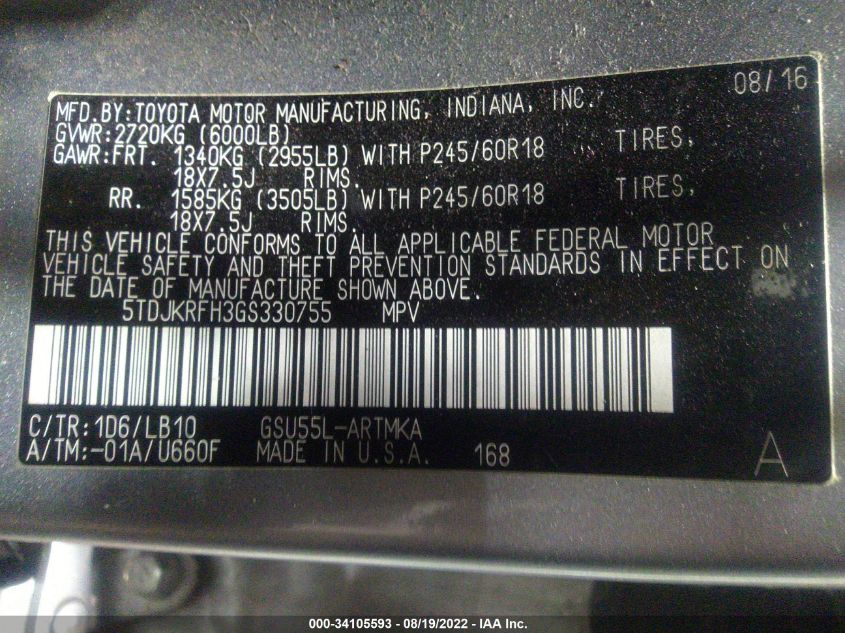 08/16
MFD.BY:TOYOTA MOTOR MANUFACTURING, INDIANA, INC.
GVWR:2720KG (6000LB)
GAWR:FRT. 1340KG (2955LB) WITH P245/60R18 TIRES,
18X7.5J RIMS.
RR. 1585KG (3505LB) WITH P245/60R18 TIRES,
18X7.5J RIMS.
THIS VEHICLE CONFORMS TO ALL APPLICABLE FEDERAL MOTOR
VEHICLE SAFETY AND THEFT PREVENTION STANDARDS IN EFFECT ON
THE DATE OF MANUFACTURE SHOWN ABOVE.
5TDJKRFH3GS330755 MPV
C/TR:1D6/LB10 GSU55L-ARTMKA
A/TM:-01A/U660F MADE IN U.S.A. 168 A
000-34105593 - 08/19/2022 - IAA Inc.